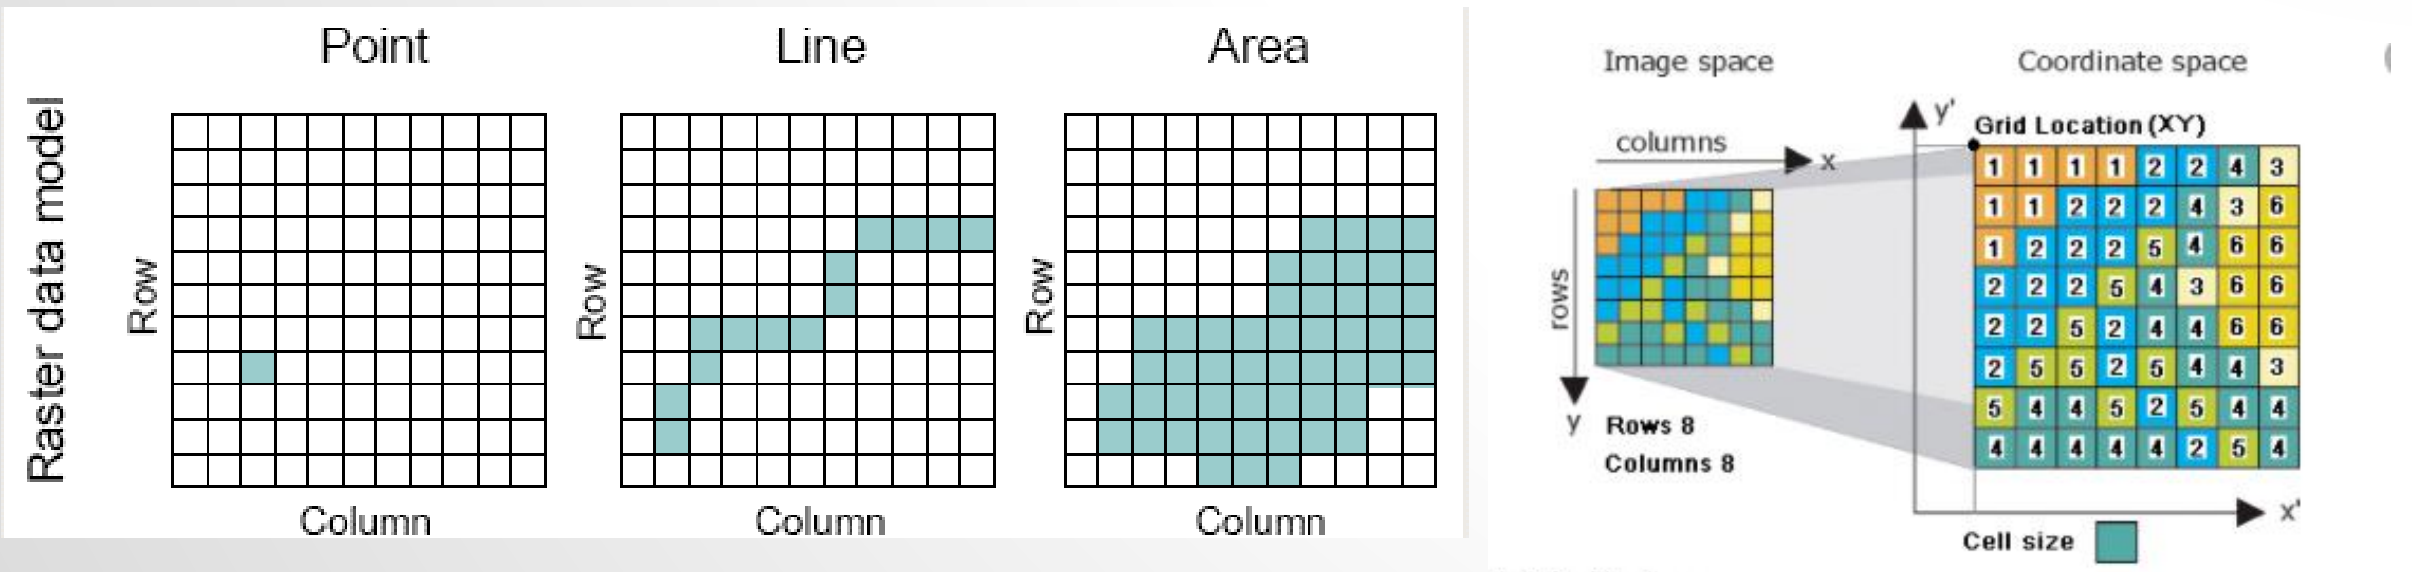 Point
Line
Area
Raster data model
Row
Row
Row
Column
Column
Column
Image space
Coordinate space
columns
x
y'
Grid Location (XY)
rows
y
Rows 8
Columns 8
1 1 1 1 2 2 4 3
1 1 2 2 2 4 3 6
1 2 2 2 5 4 6 6
2 2 2 5 4 3 6 6
2 2 5 2 4 4 6 6
2 5 5 2 5 4 4 3
5 4 4 5 2 5 4 4
4 4 4 4 4 2 5 4
x'
Cell size